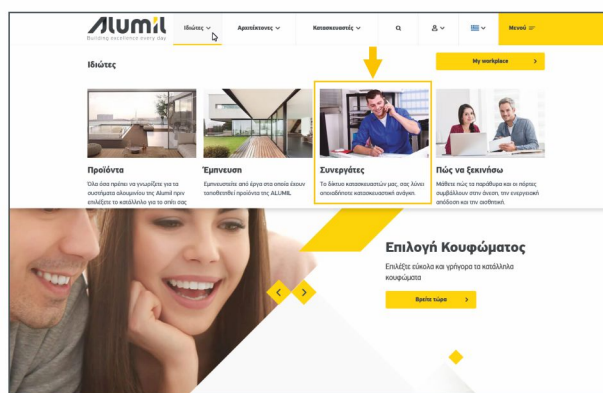 Alumil
Building excellence every day
Ιδιώτες
Αρχιτέκτονες
Κατασκευαστές
Μενού
Ιδιώτες
My workplace
Προϊόντα
Έμπνευση
Συνεργάτες
Πώς να ξεκινήσω
Όλα όσα πρέπει να γνωρίζετε για τα
συστήματα αλουμινίου της Alumil πριν
επιλέξετε το κατάλληλο για το σπίτι σας
Εμπνευστείτε από έργα στα οποία έχουν
τοποθετηθεί προϊόντα της ALUMIL
Το δίκτυο κατασκευαστών μας, σας λύνει
οποιαδήποτε κατασκευαστική ανάγκη.
Μάθετε πώς τα παράθυρα και οι πόρτες
συμβάλλουν στην άνεση, την ενεργειακή
απόδοση και την αισθητική.
Επιλογή Κουφώματος
Επιλέξτε εύκολα και γρήγορα τα κατάλληλα
κουφώματα
Βρείτε τώρα